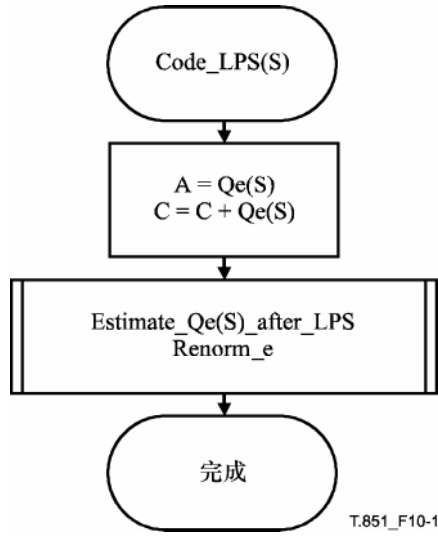 Code_LPS(S)
A = Qe(S)
C = C + Qe(S)
Estimate_Qe(S)_after_LPS
Renorm_e
完成
T.851_F10-1